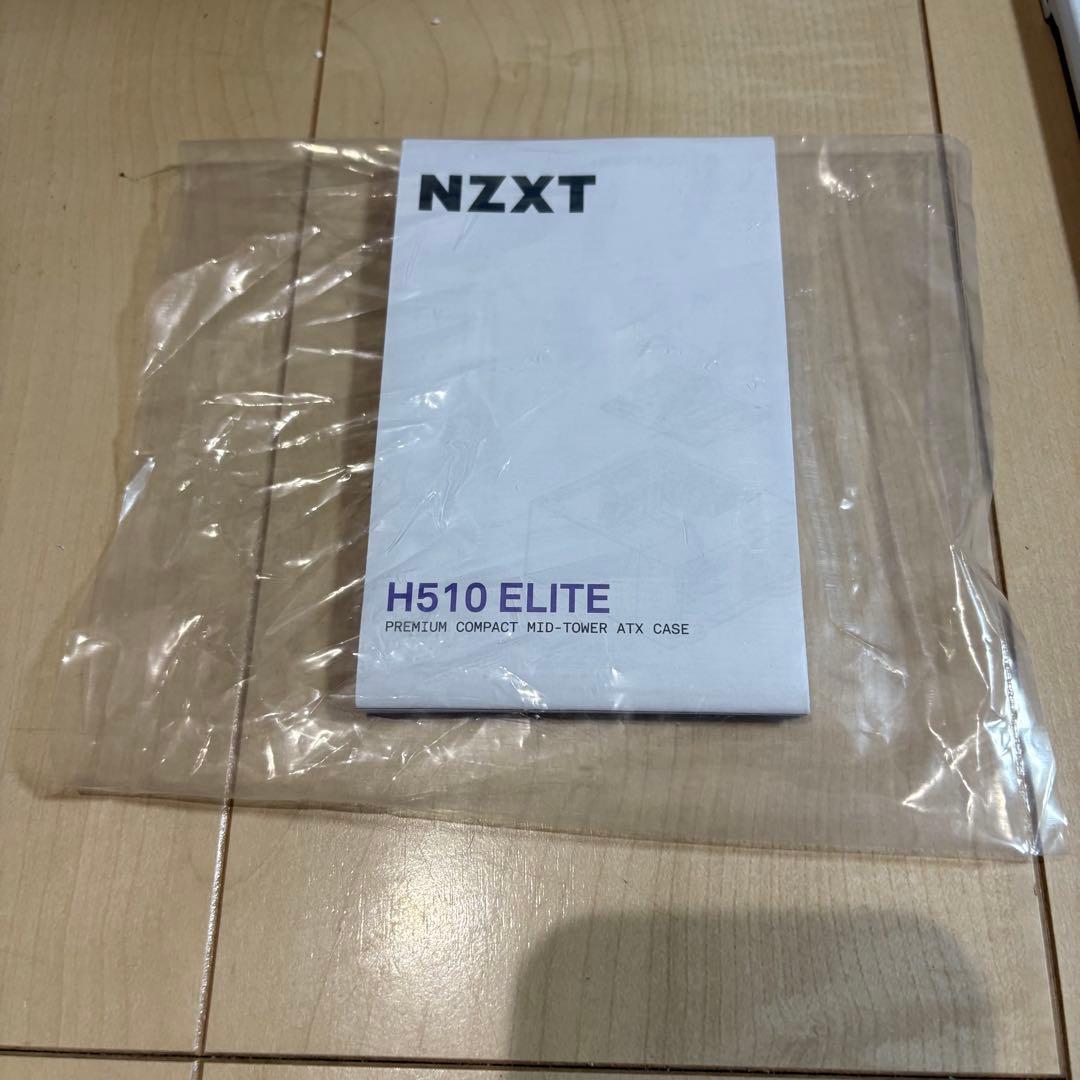 NZXT
H510 ELITE
PREMIUM COMPACT MID-TOWER ATX CASE